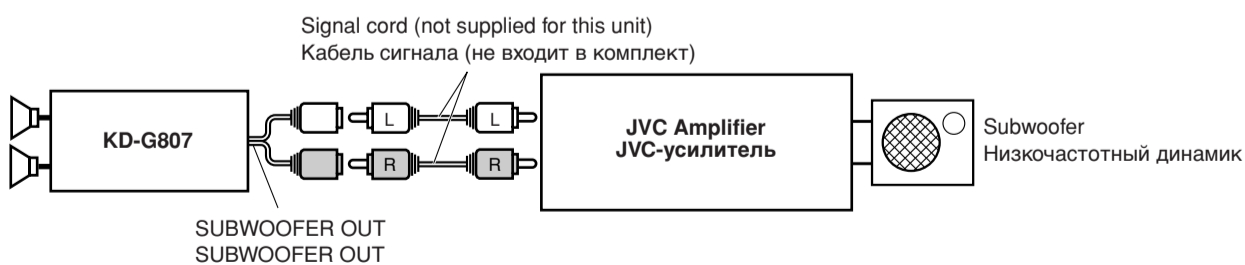 Signal cord (not supplied for this unit)
Кабель сигнала (не входит в комплект)
KD-G807
L
L
R
R
JVC Amplifier
JVC-усилитель
Subwoofer
Низкочастотный динамик
SUBWOOFER OUT
SUBWOOFER OUT